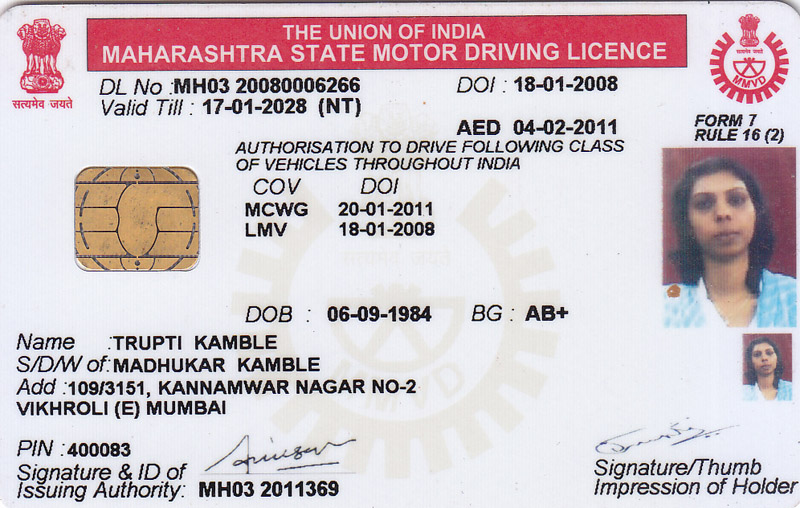 THE UNION OF INDIA
MAHARASHTRA STATE MOTOR DRIVING LICENCE
सत्यमेव जयते
MMVD
DL No : MH03 20080006266 DOI : 18-01-2008
Valid Till : 17-01-2028 (NT)
AED 04-02-2011
FORM 7
RULE 16 (2)
AUTHORISATION TO DRIVE FOLLOWING CLASS
OF VEHICLES THROUGHOUT INDIA
COV DOI
MCWG 20-01-2011
LMV 18-01-2008
सत्यमेव जयते
DOB : 06-09-1984 BG : AB+
MMVD
Name : TRUPTI KAMBLE
S/D/W of : MADHUKAR KAMBLE
Add : 109/3151, KANNAMWAR NAGAR NO-2
VIKHROLI (E) MUMBAI
PIN : 400083
Signature & ID of
Issuing Authority: MH03 2011369
Signature/Thumb
Impression of Holder